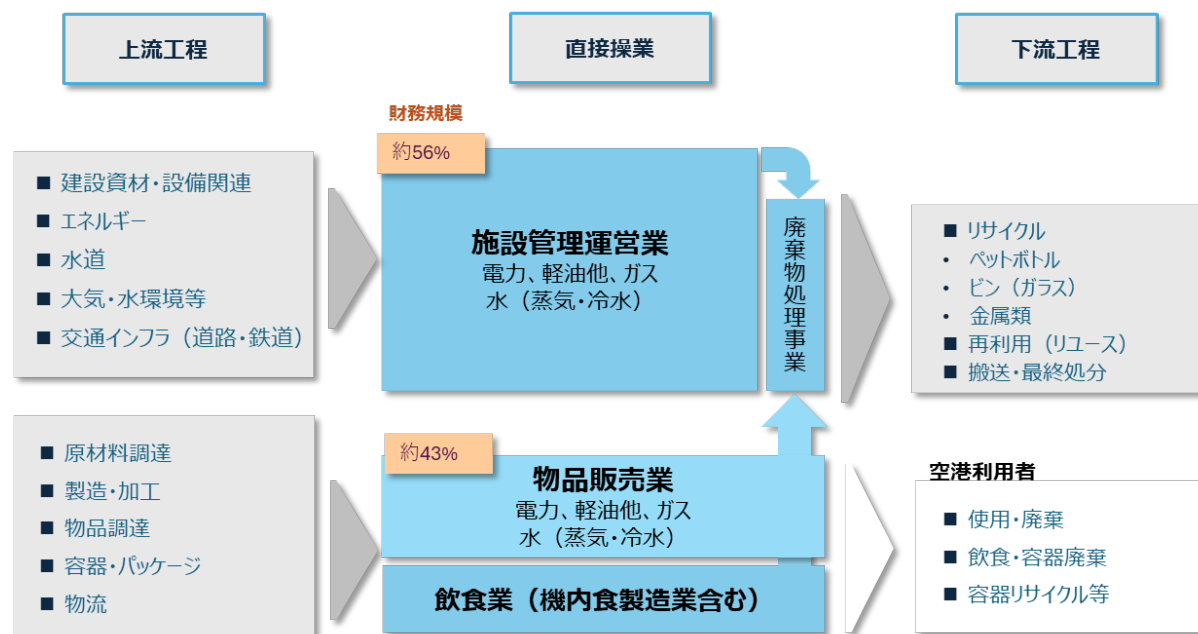 上流工程
直接操業
下流工程
財務規模
約56%
■ 建設資材・設備関連
■ エネルギー
■ 水道
■ 大気・水環境等
■ 交通インフラ（道路・鉄道）
施設管理運営業
電力、軽油他、ガス
水（蒸気・冷水）
廃棄物処理事業
■ リサイクル
• ペットボトル
• ビン（ガラス）
• 金属類
■ 再利用（リユース）
■ 搬送・最終処分
■ 原材料調達
■ 製造・加工
■ 物品調達
■ 容器・パッケージ
■ 物流
約43%
物品販売業
電力、軽油他、ガス
水（蒸気・冷水）
飲食業（機内食製造業含む）
空港利用者
■ 使用・廃棄
■ 飲食・容器廃棄
■ 容器リサイクル等